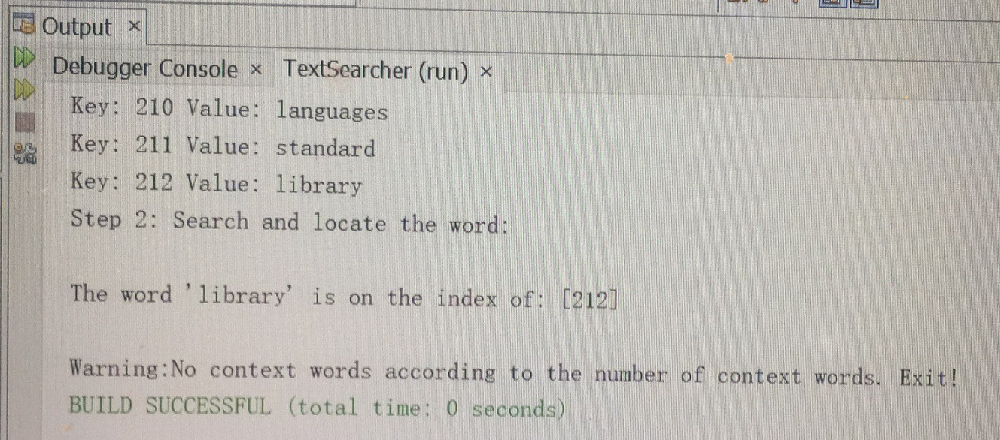 Output ×
Debugger Console × TextSearcher (run) ×
Key: 210 Value: languages
Key: 211 Value: standard
Key: 212 Value: library
Step 2: Search and locate the word:
The word 'library' is on the index of: [212]
Warning:No context words according to the number of context words. Exit!
BUILD SUCCESSFUL (total time: 0 seconds)